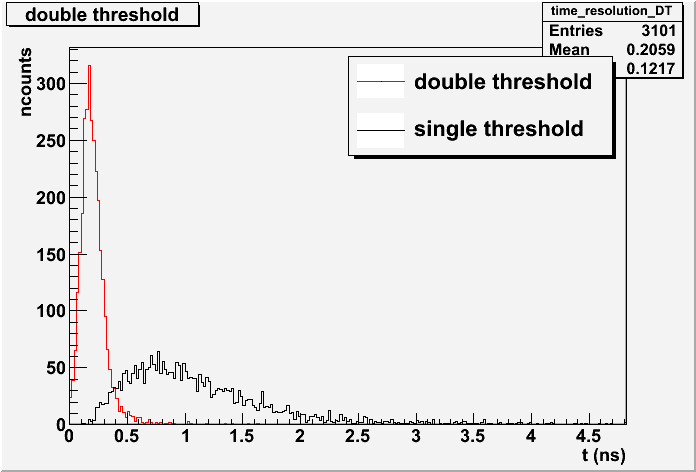 double threshold
time_resolution_DT
Entries 3101
Mean 0.2059
0.1217
double threshold
single threshold
ncounts
300
250
200
150
100
50
0
0 0.5 1 1.5 2 2.5 3 3.5 4 4.5
t (ns)